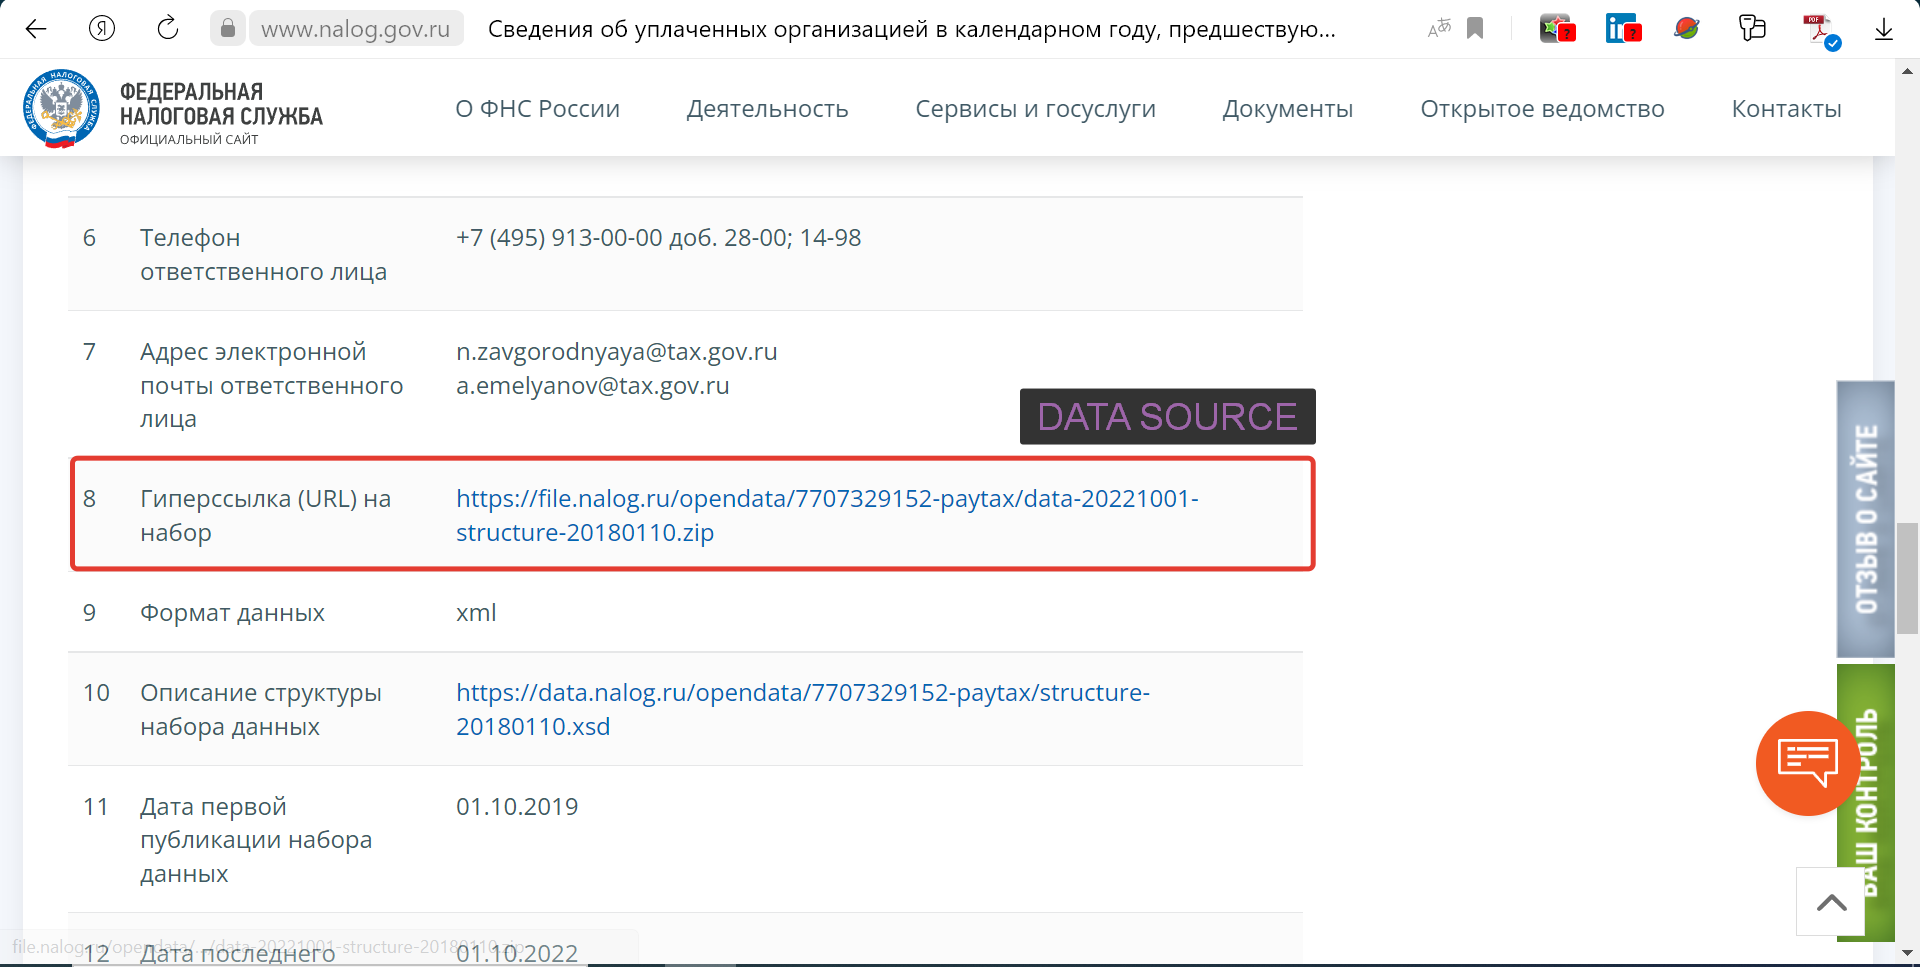 www.nalog.gov.ru
Сведения об уплаченных организацией в календарном году, предшествую...
ФЕДЕРАЛЬНАЯ
НАЛОГОВАЯ СЛУЖБА
ОФИЦИАЛЬНЫЙ САЙТ
О ФНС России
Деятельность
Сервисы и госуслуги
Документы
Открытое ведомство
Контакты
6 Телефон +7 (495) 913-00-00 доб. 28-00; 14-98
ответственного лица
7 Адрес электронной n.zavgorodnyaya@tax.gov.ru
почты ответственного a.emelyanov@tax.gov.ru
лица
DATA SOURCE
8 Гиперссылка (URL) на https://file.nalog.ru/opendata/7707329152-paytax/data-20221001-
набор structure-20180110.zip
9 Формат данных xml
10 Описание структуры https://data.nalog.ru/opendata/7707329152-paytax/structure-
набора данных 20180110.xsd
11 Дата первой 01.10.2019
публикации набора
данных
12 Дата последнего 01.10.2022
file.nalog.ru/opendata/.../data-20221001-structure-20180110.zip
ОТЗЫВ О САЙТЕ
ВАШ КОНТРОЛЬ